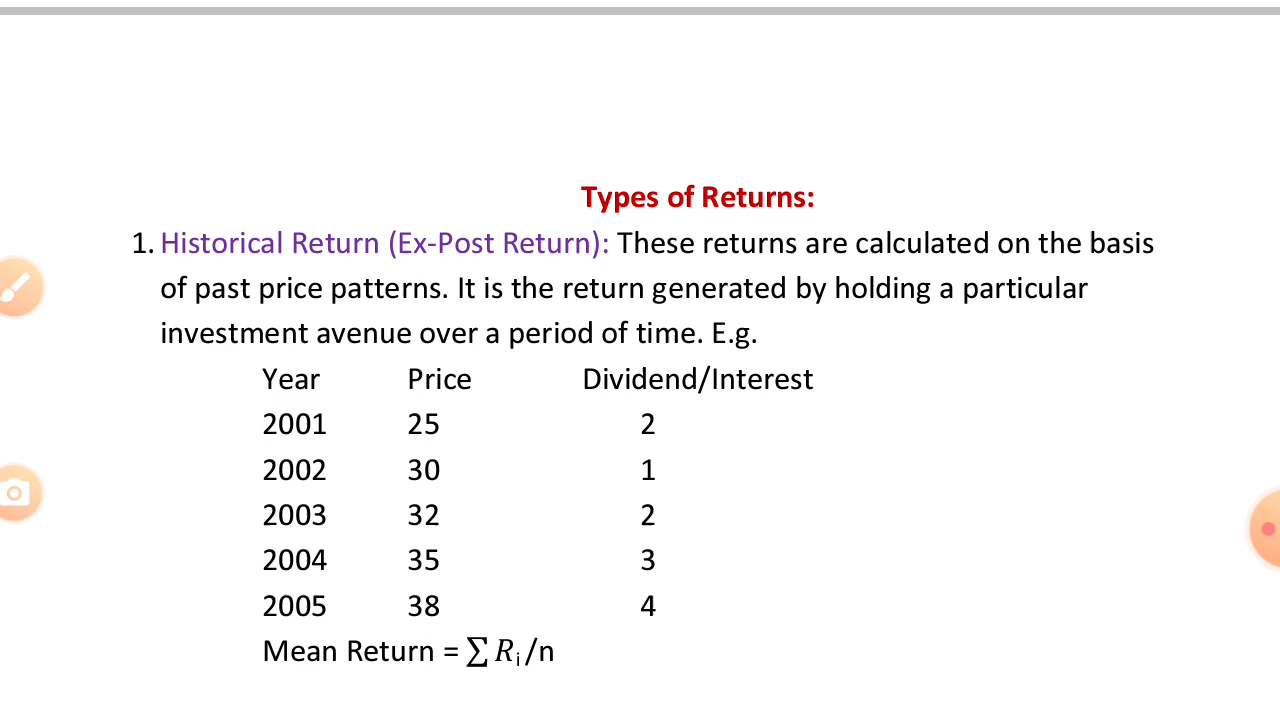 Types of Returns:
1. Historical Return (Ex-Post Return): These returns are calculated on the basis
of past price patterns. It is the return generated by holding a particular
investment avenue over a period of time. E.g.
Year Price Dividend/Interest
2001 25 2
2002 30 1
2003 32 2
2004 35 3
2005 38 4
Mean Return = ∑ Rᵢ/n